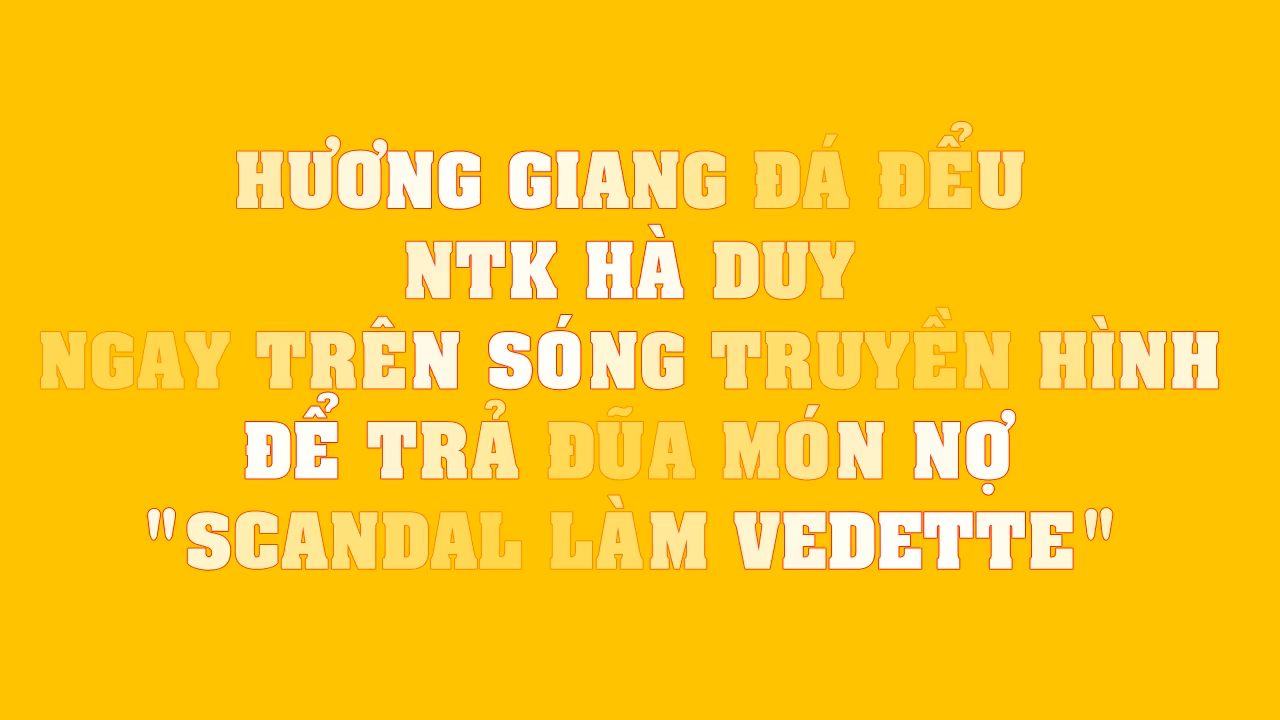 HƯƠNG GIANG ĐÁ ĐỂU
NTK HÀ DUY
NGAY TRÊN SÓNG TRUYỀN HÌNH
ĐỂ TRẢ ĐŨA MÓN NỢ
"SCANDAL LÀM VEDETTE"